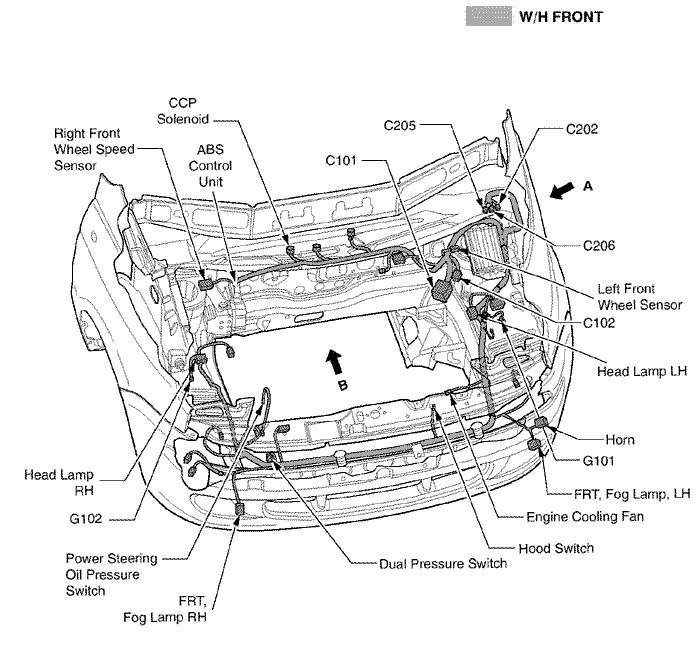 W/H FRONT
CCP
Solenoid
Right Front
Wheel Speed
Sensor
ABS
Control
Unit
C101
C205
C202
A
C206
Left Front
Wheel Sensor
C102
Head Lamp LH
B
Horn
G101
FRT, Fog Lamp, LH
Engine Cooling Fan
Hood Switch
Dual Pressure Switch
Head Lamp
RH
G102
Power Steering
Oil Pressure
Switch
FRT,
Fog Lamp RH